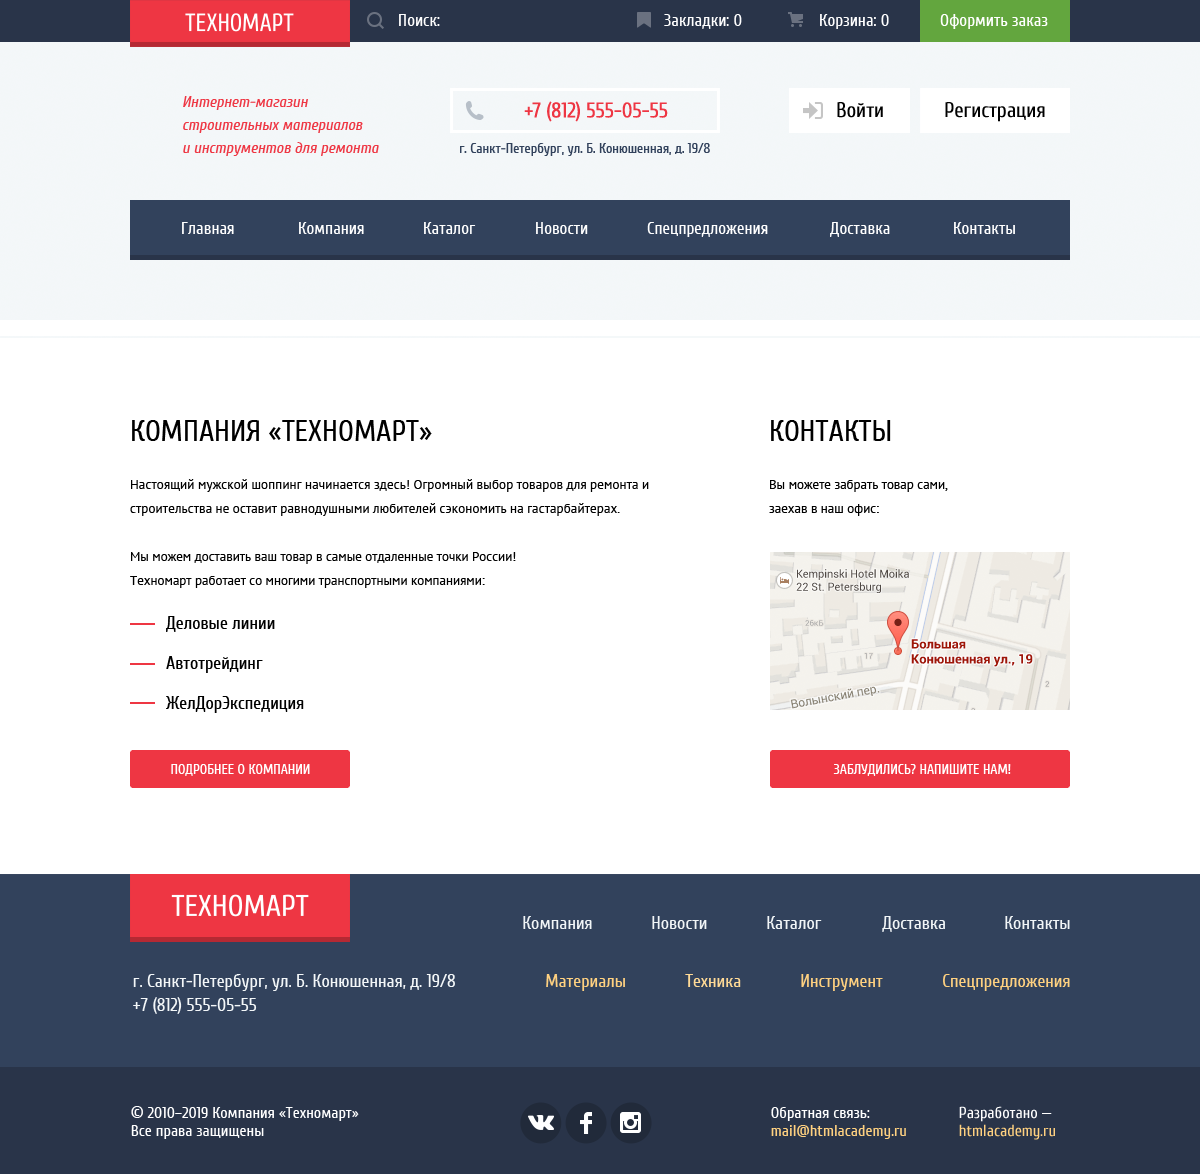 ТЕХНОМАРТ
Поиск:
Закладки: 0
Корзина: 0
Оформить заказ
Интернет-магазин
строительных материалов
и инструментов для ремонта
+7 (812) 555-05-55
г. Санкт-Петербург, ул. Б. Конюшенная, д. 19/8
Войти
Регистрация
Главная
Компания
Каталог
Новости
Спецпредложения
Доставка
Контакты
КОМПАНИЯ «ТЕХНОМАРТ»
Настоящий мужской шоппинг начинается здесь! Огромный выбор товаров для ремонта и
строительства не оставит равнодушными любителей сэкономить на гастарбайтерах.
Мы можем доставить ваш товар в самые отдаленные точки России!
Техномарт работает со многими транспортными компаниями:
Деловые линии
Автотрейдинг
ЖелДорЭкспедиция
ПОДРОБНЕЕ О КОМПАНИИ
КОНТАКТЫ
Вы можете забрать товар сами,
заехав в наш офис:
Kempinski Hotel Moika
22 St. Petersburg
26кБ
17
Большая
Конюшенная ул., 19
2
Волынский пер.
ЗАБЛУДИЛИСЬ? НАПИШИТЕ НАМ!
ТЕХНОМАРТ
г. Санкт-Петербург, ул. Б. Конюшенная, д. 19/8
+7 (812) 555-05-55
Компания
Новости
Каталог
Доставка
Контакты
Материалы
Техника
Инструмент
Спецпредложения
© 2010–2019 Компания «Техномарт»
Все права защищены
Обратная связь:
mail@htmlacademy.ru
Разработано —
htmlacademy.ru